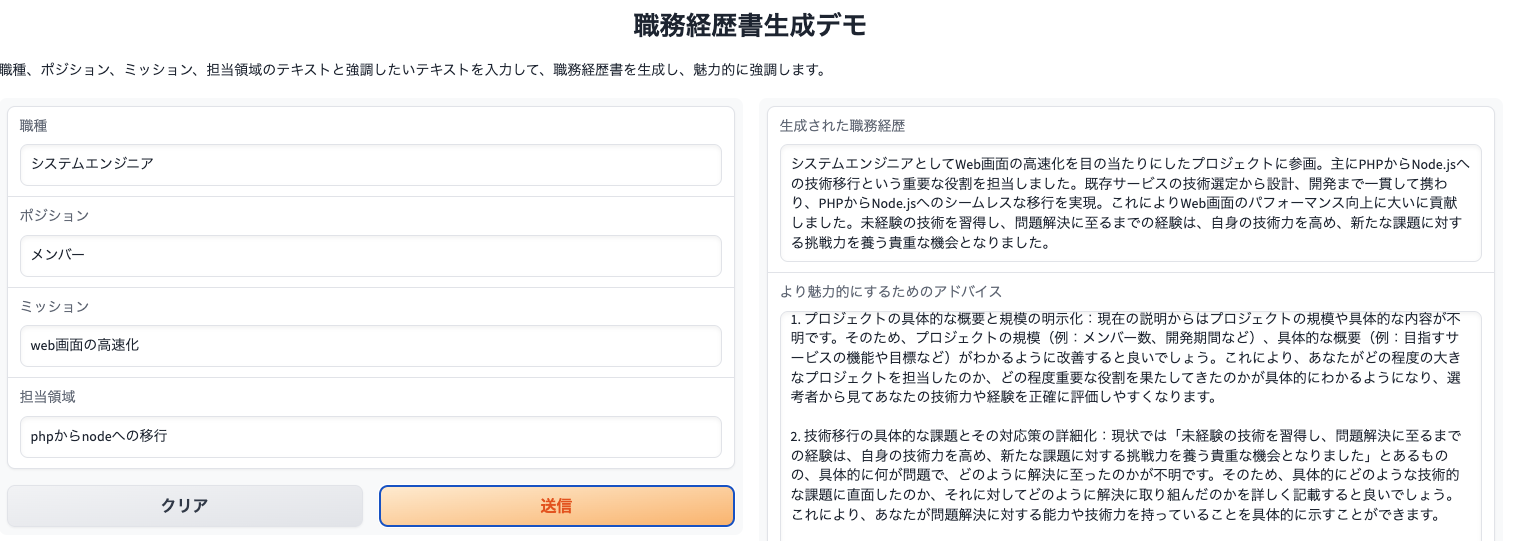 職務経歴書生成デモ
職種、ポジション、ミッション、担当領域のテキストと強調したいテキストを入力して、職務経歴書を生成し、魅力的に強調します。
職種
システムエンジニア
ポジション
メンバー
ミッション
web画面の高速化
担当領域
phpからnodeへの移行
クリア
送信
生成された職務経歴
システムエンジニアとしてWeb画面の高速化を目の当たりにしたプロジェクトに参画。主にPHPからNode.jsへ
の技術移行という重要な役割を担当しました。既存サービスの技術選定から設計、開発まで一貫して携わ
り、PHPからNode.jsへのシームレスな移行を実現。これによりWeb画面のパフォーマンス向上に大いに貢献
しました。未経験の技術を習得し、問題解決に至るまでの経験は、自身の技術力を高め、新たな課題に対す
る挑戦力を養う貴重な機会となりました。
より魅力的にするためのアドバイス
1. プロジェクトの具体的な概要と規模の明示化：現在の説明からはプロジェクトの規模や具体的な内容が不
明です。そのため、プロジェクトの規模（例：メンバー数、開発期間など）、具体的な概要（例：目指すサ
ービスの機能や目標など）がわかるように改善すると良いでしょう。これにより、あなたがどの程度の大き
なプロジェクトを担当したのか、どの程度重要な役割を果たしてきたのかが具体的にわかるようになり、選
考者から見てあなたの技術力や経験を正確に評価しやすくなります。
2. 技術移行の具体的な課題とその対応策の詳細化：現状では「未経験の技術を習得し、問題解決に至るまで
の経験は、自身の技術力を高め、新たな課題に対する挑戦力を養う貴重な機会となりました」とあるもの
の、具体的に何が問題で、どのように解決に至ったのかが不明です。そのため、具体的にどのような技術的
な課題に直面したのか、それに対してどのように解決に取り組んだのかを詳しく記載すると良いでしょう。
これにより、あなたが問題解決に対する能力や技術力を持っていることを具体的に示すことができます。